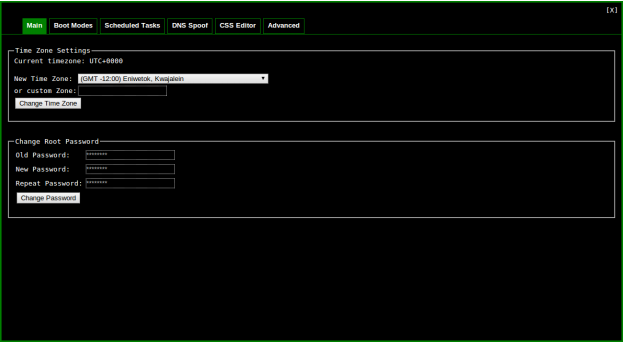 [X]
Main Boot Modes Scheduled Tasks DNS Spoof CSS Editor Advanced
Time Zone Settings
Current timezone: UTC+0000
New Time Zone: (GMT -12:00) Eniwetok, Kwajalein
or custom Zone:
Change Time Zone
Change Root Password
Old Password: ********
New Password: ********
Repeat Password: ********
Change Password